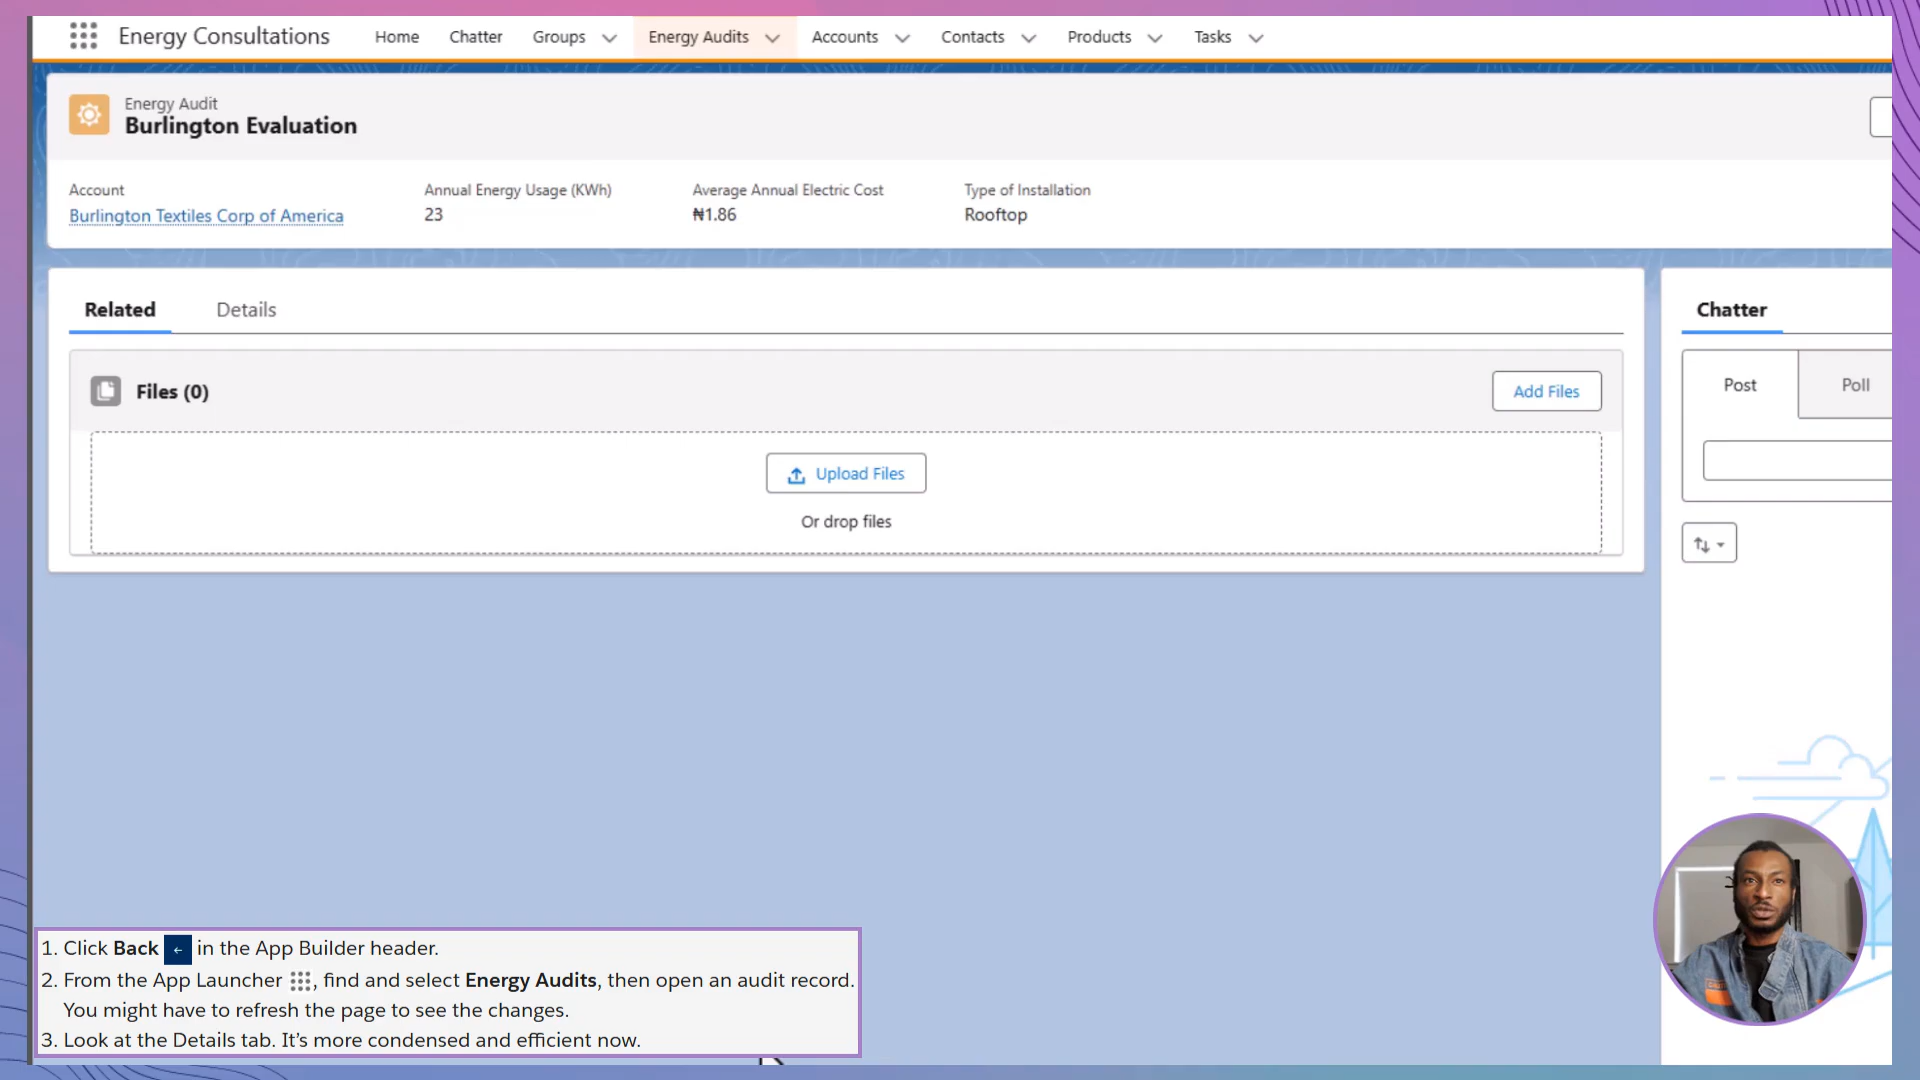 Energy Consultations Home Chatter Groups Energy Audits Accounts Contacts Products Tasks
Energy Audit
Burlington Evaluation
Account Annual Energy Usage (KWh) Average Annual Electric Cost Type of Installation
Burlington Textiles Corp of America 23 ₦1.86 Rooftop
Related Details
Files (0) Add Files
Upload Files
Or drop files
Chatter
Post Poll
1. Click Back in the App Builder header.
2. From the App Launcher , find and select Energy Audits, then open an audit record.
You might have to refresh the page to see the changes.
3. Look at the Details tab. It's more condensed and efficient now.